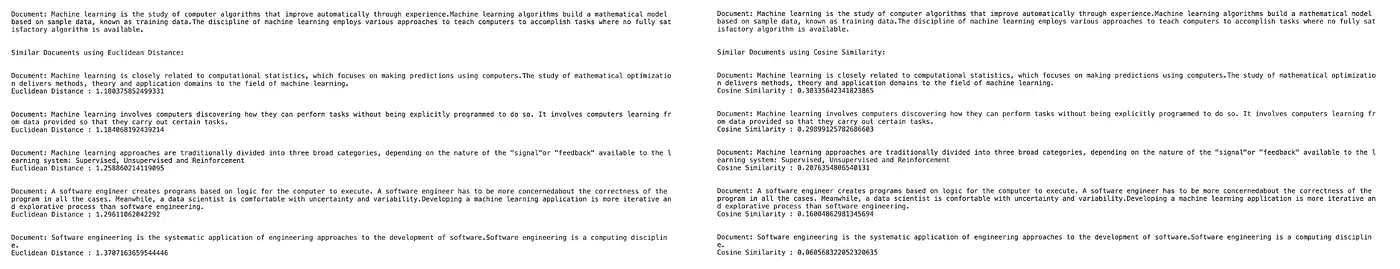 Document: Machine learning is the study of computer algorithms that improve automatically through experience.Machine learning algorithms build a mathematical model
based on sample data, known as training data.The discipline of machine learning employs various approaches to teach computers to accomplish tasks where no fully sat
isfactory algorithm is available.
Similar Documents using Euclidean Distance:
Document: Machine learning is closely related to computational statistics, which focuses on making predictions using computers.The study of mathematical optimizatio
n delivers methods, theory and application domains to the field of machine learning.
Euclidean Distance : 1.180375852499331
Document: Machine learning involves computers discovering how they can perform tasks without being explicitly programmed to do so. It involves computers learning fr
om data provided so that they carry out certain tasks.
Euclidean Distance : 1.184068192439214
Document: Machine learning approaches are traditionally divided into three broad categories, depending on the nature of the "signal"or "feedback" available to the l
earning system: Supervised, Unsupervised and Reinforcement
Euclidean Distance : 1.258860214119095
Document: A software engineer creates programs based on logic for the computer to execute. A software engineer has to be more concernedabout the correctness of the
program in all the cases. Meanwhile, a data scientist is comfortable with uncertainty and variability.Developing a machine learning application is more iterative an
d explorative process than software engineering.
Euclidean Distance : 1.29611062042292
Document: Software engineering is the systematic application of engineering approaches to the development of software.Software engineering is a computing disciplin
e.
Euclidean Distance : 1.3707163659544446
Document: Machine learning is the study of computer algorithms that improve automatically through experience.Machine learning algorithms build a mathematical model
based on sample data, known as training data.The discipline of machine learning employs various approaches to teach computers to accomplish tasks where no fully sat
isfactory algorithm is available.
Similar Documents using Cosine Similarity:
Document: Machine learning is closely related to computational statistics, which focuses on making predictions using computers.The study of mathematical optimizatio
n delivers methods, theory and application domains to the field of machine learning.
Cosine Similarity : 0.30335642341823865
Document: Machine learning involves computers discovering how they can perform tasks without being explicitly programmed to do so. It involves computers learning fr
om data provided so that they carry out certain tasks.
Cosine Similarity : 0.29899125782686603
Document: Machine learning approaches are traditionally divided into three broad categories, depending on the nature of the "signal"or "feedback" available to the l
earning system: Supervised, Unsupervised and Reinforcement
Cosine Similarity : 0.2076354806540131
Document: A software engineer creates programs based on logic for the computer to execute. A software engineer has to be more concernedabout the correctness of the
program in all the cases. Meanwhile, a data scientist is comfortable with uncertainty and variability.Developing a machine learning application is more iterative an
d explorative process than software engineering.
Cosine Similarity : 0.16004862981345694
Document: Software engineering is the systematic application of engineering approaches to the development of software.Software engineering is a computing disciplin
e.
Cosine Similarity : 0.060568322052320635